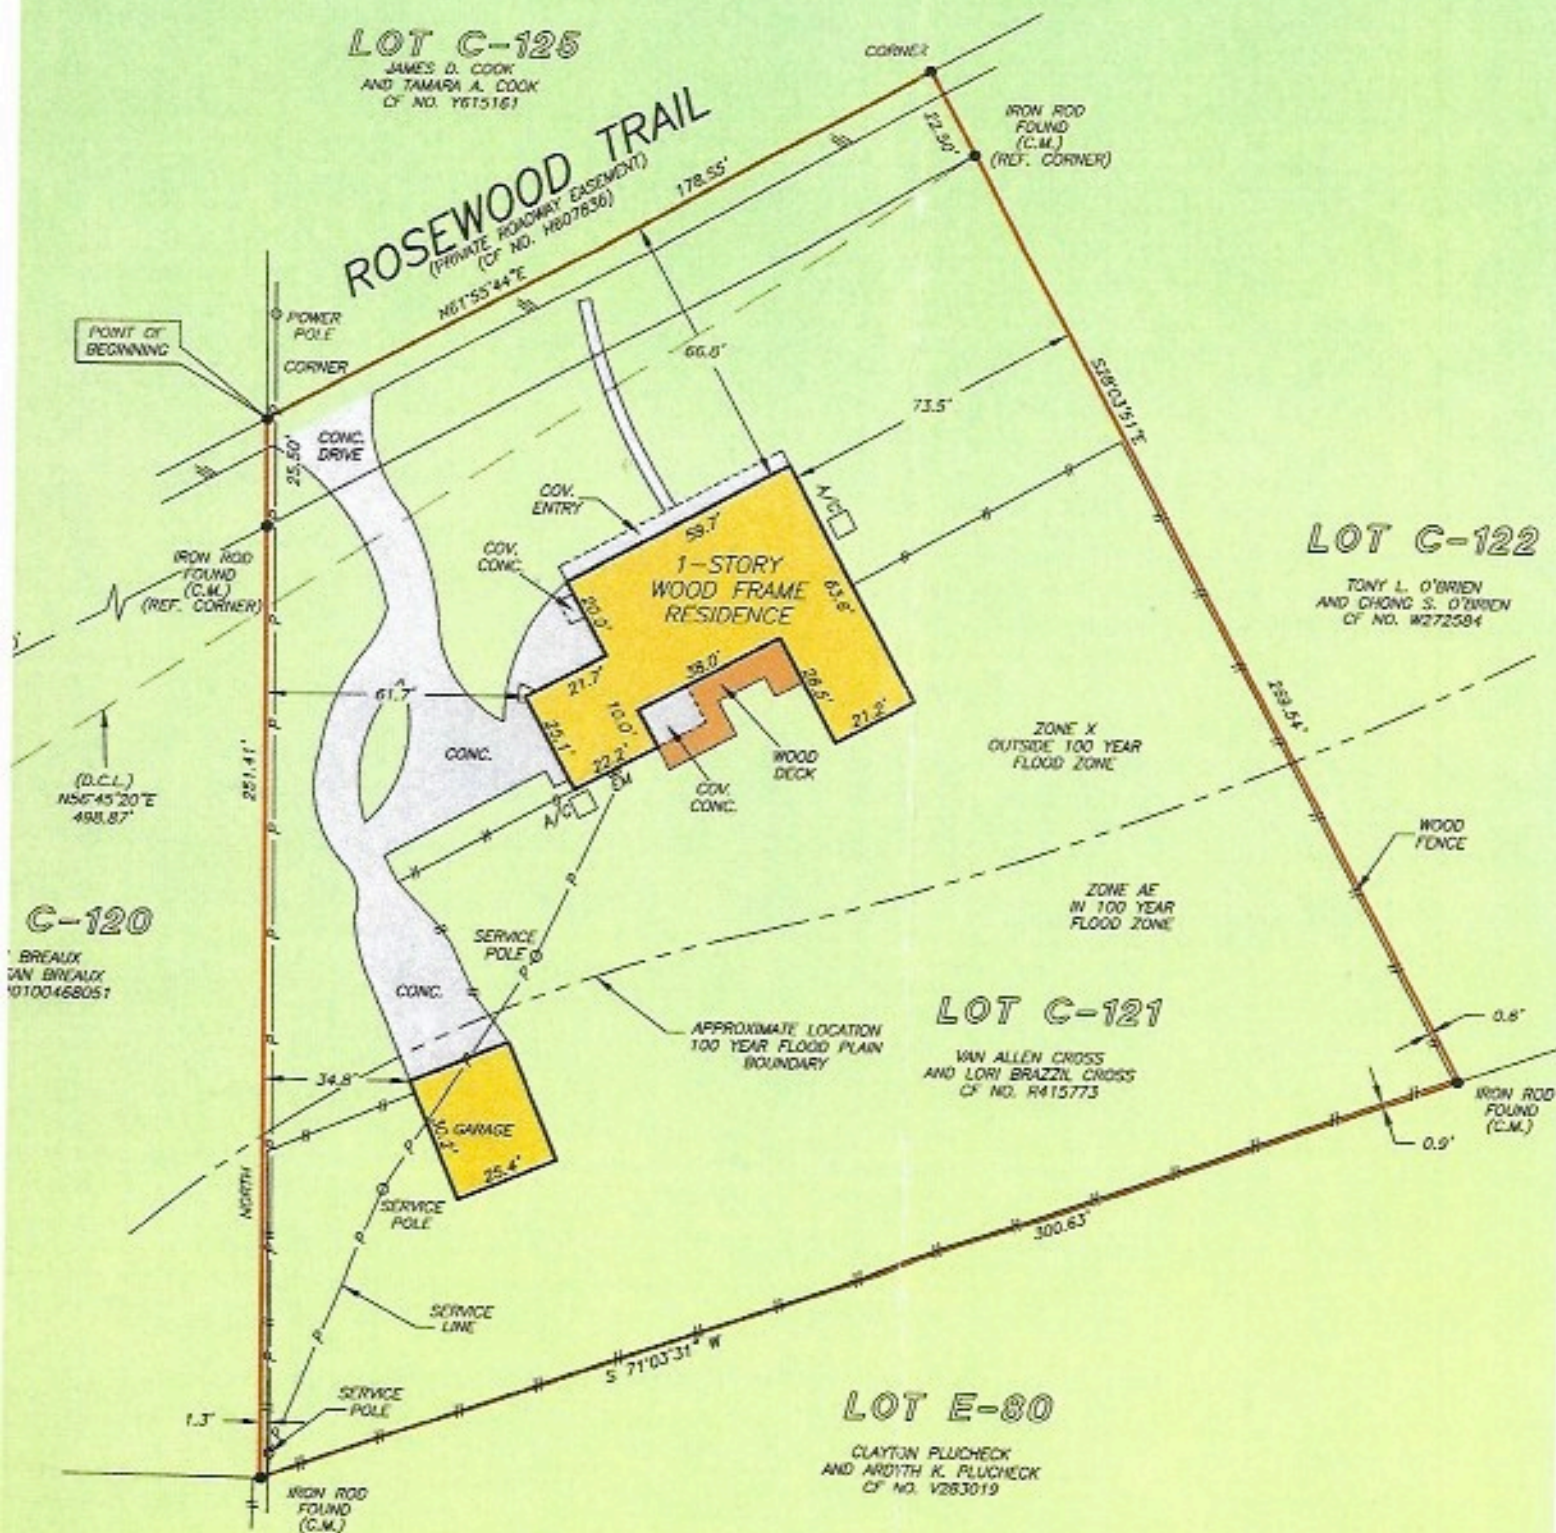 LOT C-125
JAMES D. COOK
AND TAMARA A. COOK
CF NO. Y615161
CORNER
IRON ROD
FOUND
(C.M.)
(REF. CORNER)
22.50'
ROSEWOOD TRAIL
(PRIVATE ROADWAY EASEMENT)
(CF NO. H607836)
178.55'
N61°55'44"E
POINT OF
BEGINNING
POWER
POLE
CORNER
66.8'
73.5'
S28°03'51"E
CONC.
DRIVE
25.50'
COV.
ENTRY
COV.
CONC.
A/C
59.7'
1-STORY
WOOD FRAME
RESIDENCE
63.6'
20.0'
IRON ROD
FOUND
(C.M.)
(REF. CORNER)
LOT C-122
TONY L. O'BRIEN
AND CHONG S. O'BRIEN
CF NO. W272584
61.7'
21.7'
38.0'
28.5'
10.0'
21.2'
25.1'
22.2'
CONC.
WOOD
DECK
COV.
CONC.
EM
A/C
259.54'
ZONE X
OUTSIDE 100 YEAR
FLOOD ZONE
(D.C.L.)
N56°45'20"E
498.87'
251.41'
WOOD
FENCE
ZONE AE
IN 100 YEAR
FLOOD ZONE
C-120
BREAUX
BREAUX
SERVICE
POLE
CONC.
LOT C-121
VAN ALLEN CROSS
AND LORI BRAZZIL CROSS
CF NO. R415773
APPROXIMATE LOCATION
100 YEAR FLOOD PLAIN
BOUNDARY
0.6'
34.8'
GARAGE
25.4'
IRON ROD
FOUND
(C.M.)
0.9'
NORTH
SERVICE
POLE
300.63'
SERVICE
LINE
S 71°03'31" W
SERVICE
POLE
1.3'
LOT E-80
CLAYTON PLUCHECK
AND ARDYTH K. PLUCHECK
CF NO. V283019
IRON ROD
FOUND
(C.M.)